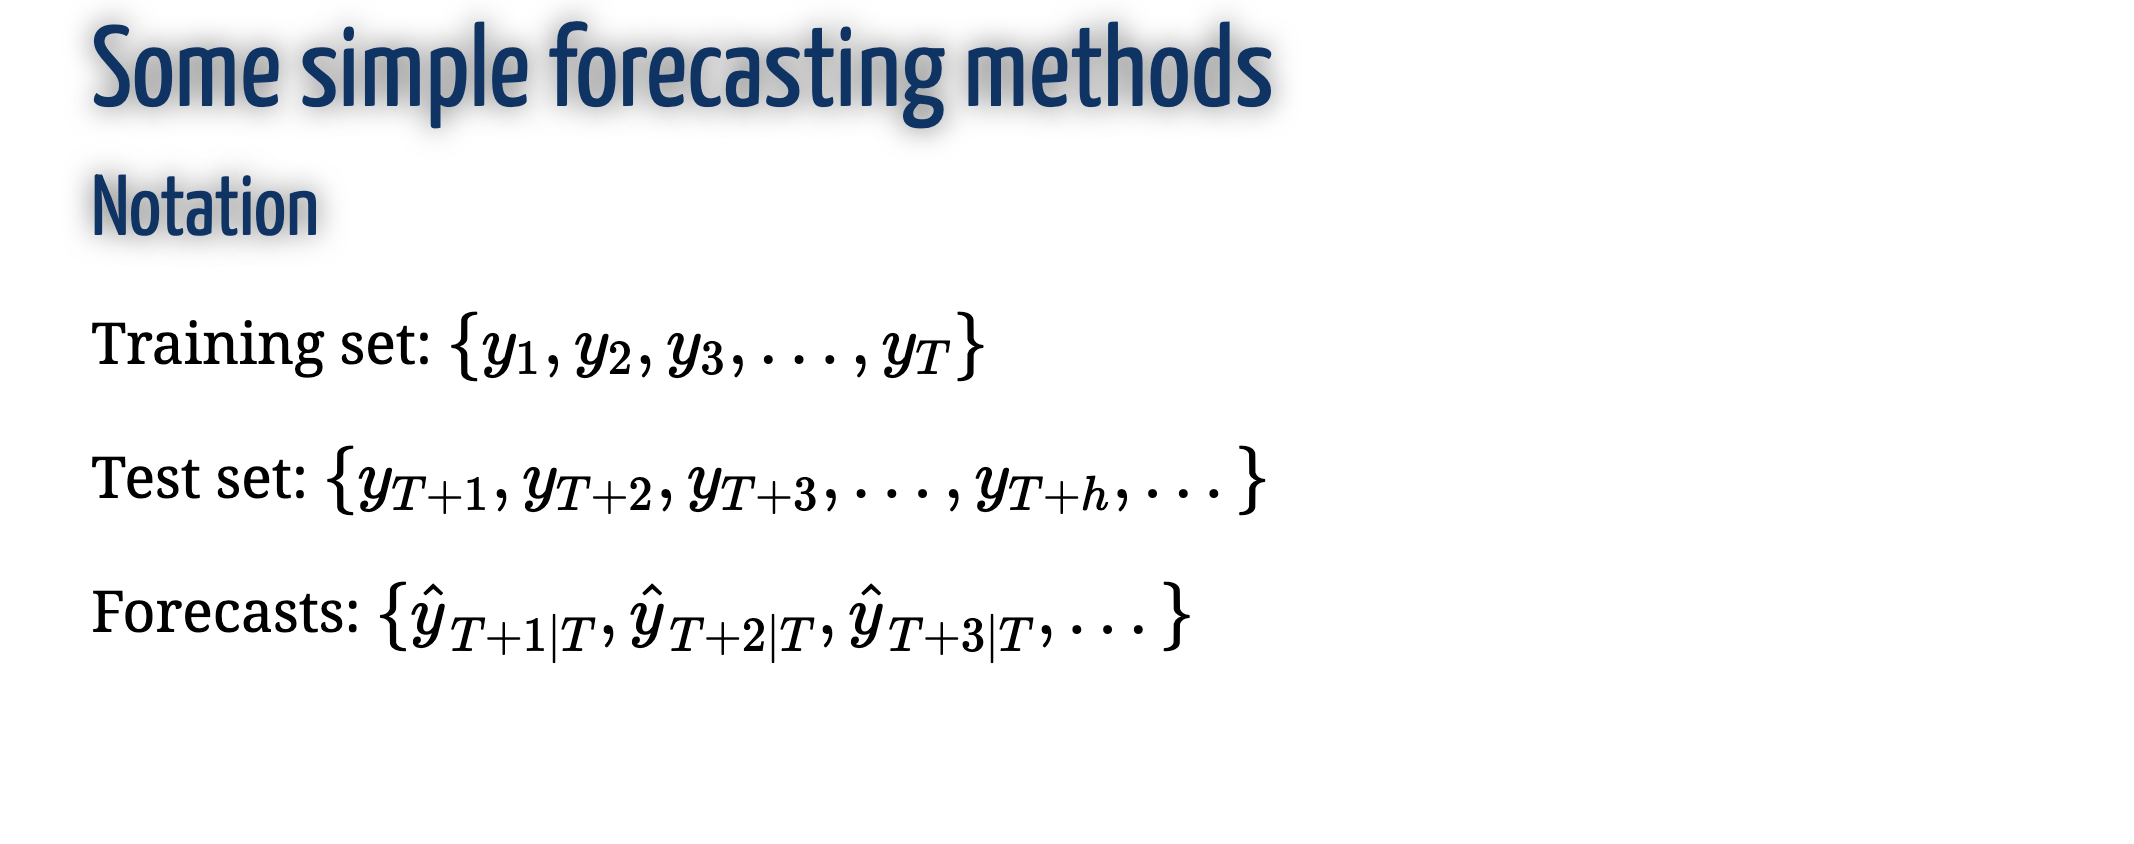 Some simple forecasting methods
Notation
Training set: $\{y_1, y_2, y_3, \ldots, y_T\}$
Test set: $\{y_{T+1}, y_{T+2}, y_{T+3}, \ldots, y_{T+h}, \ldots\}$
Forecasts: $\{\hat{y}_{T+1|T}, \hat{y}_{T+2|T}, \hat{y}_{T+3|T}, \ldots\}$